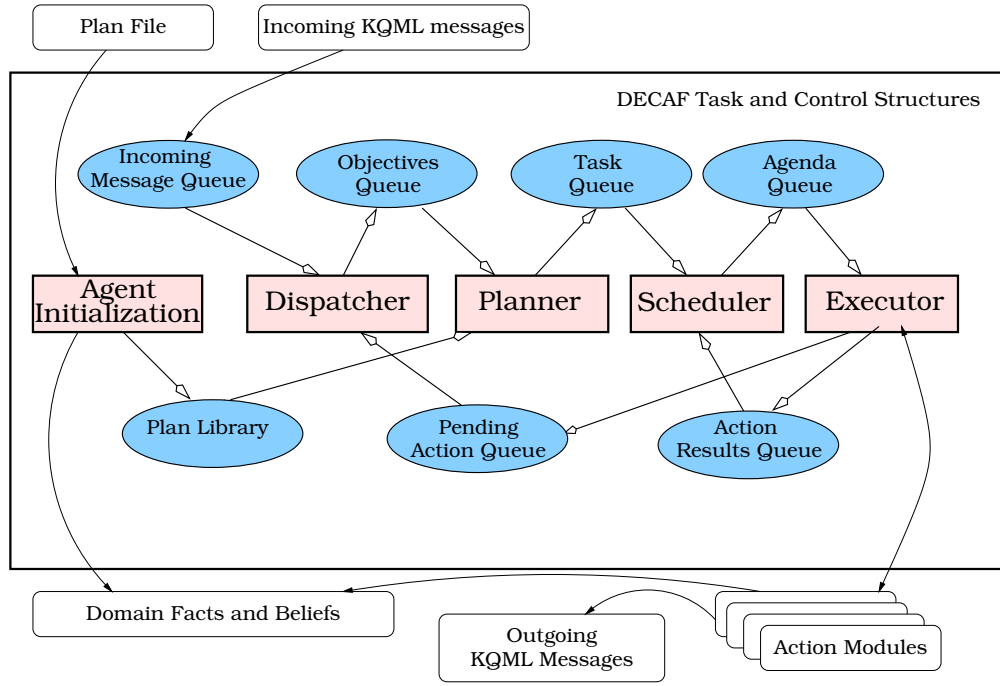 Plan File
Incoming KQML messages
DECAF Task and Control Structures
Incoming
Message Queue
Objectives
Queue
Task
Queue
Agenda
Queue
Agent
Initialization
Dispatcher
Planner
Scheduler
Executor
Plan Library
Pending
Action Queue
Action
Results Queue
Domain Facts and Beliefs
Outgoing
KQML Messages
Action Modules